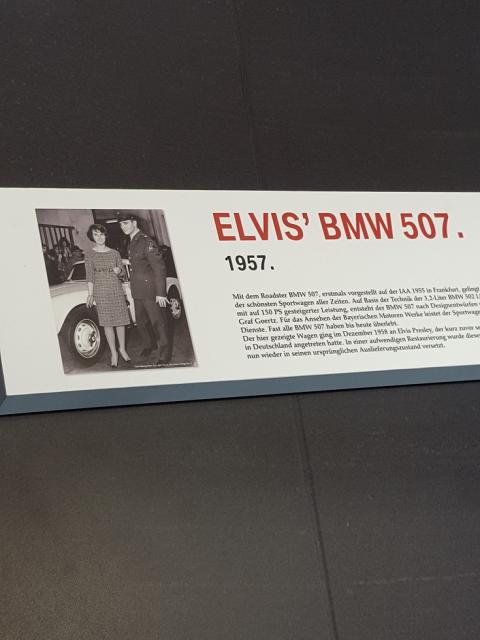 ELVIS' BMW 507.
1957.
Mit dem Roadster BMW 507, erstmals vorgestellt auf der IAA 1955 in Frankfurt, gelingt
der schönsten Sportwagen aller Zeiten. Auf Basis der Technik der 3,2-Liter BMW 502
mit auf 150 PS gesteigerter Leistung, entsteht der BMW 507 nach Designentwürfen
Graf Goertz. Für das Ansehen der Bayerischen Motoren Werke leistet der Sportwagen
Dienste. Fast alle BMW 507 haben bis heute überlebt.
Der hier gezeigte Wagen ging im Dezember 1958 an Elvis Presley, der kurz zuvor
in Deutschland angetreten hatte. In einer aufwendigen Restaurierung wurde
nun wieder in seinen ursprünglichen Auslieferungszustand versetzt.